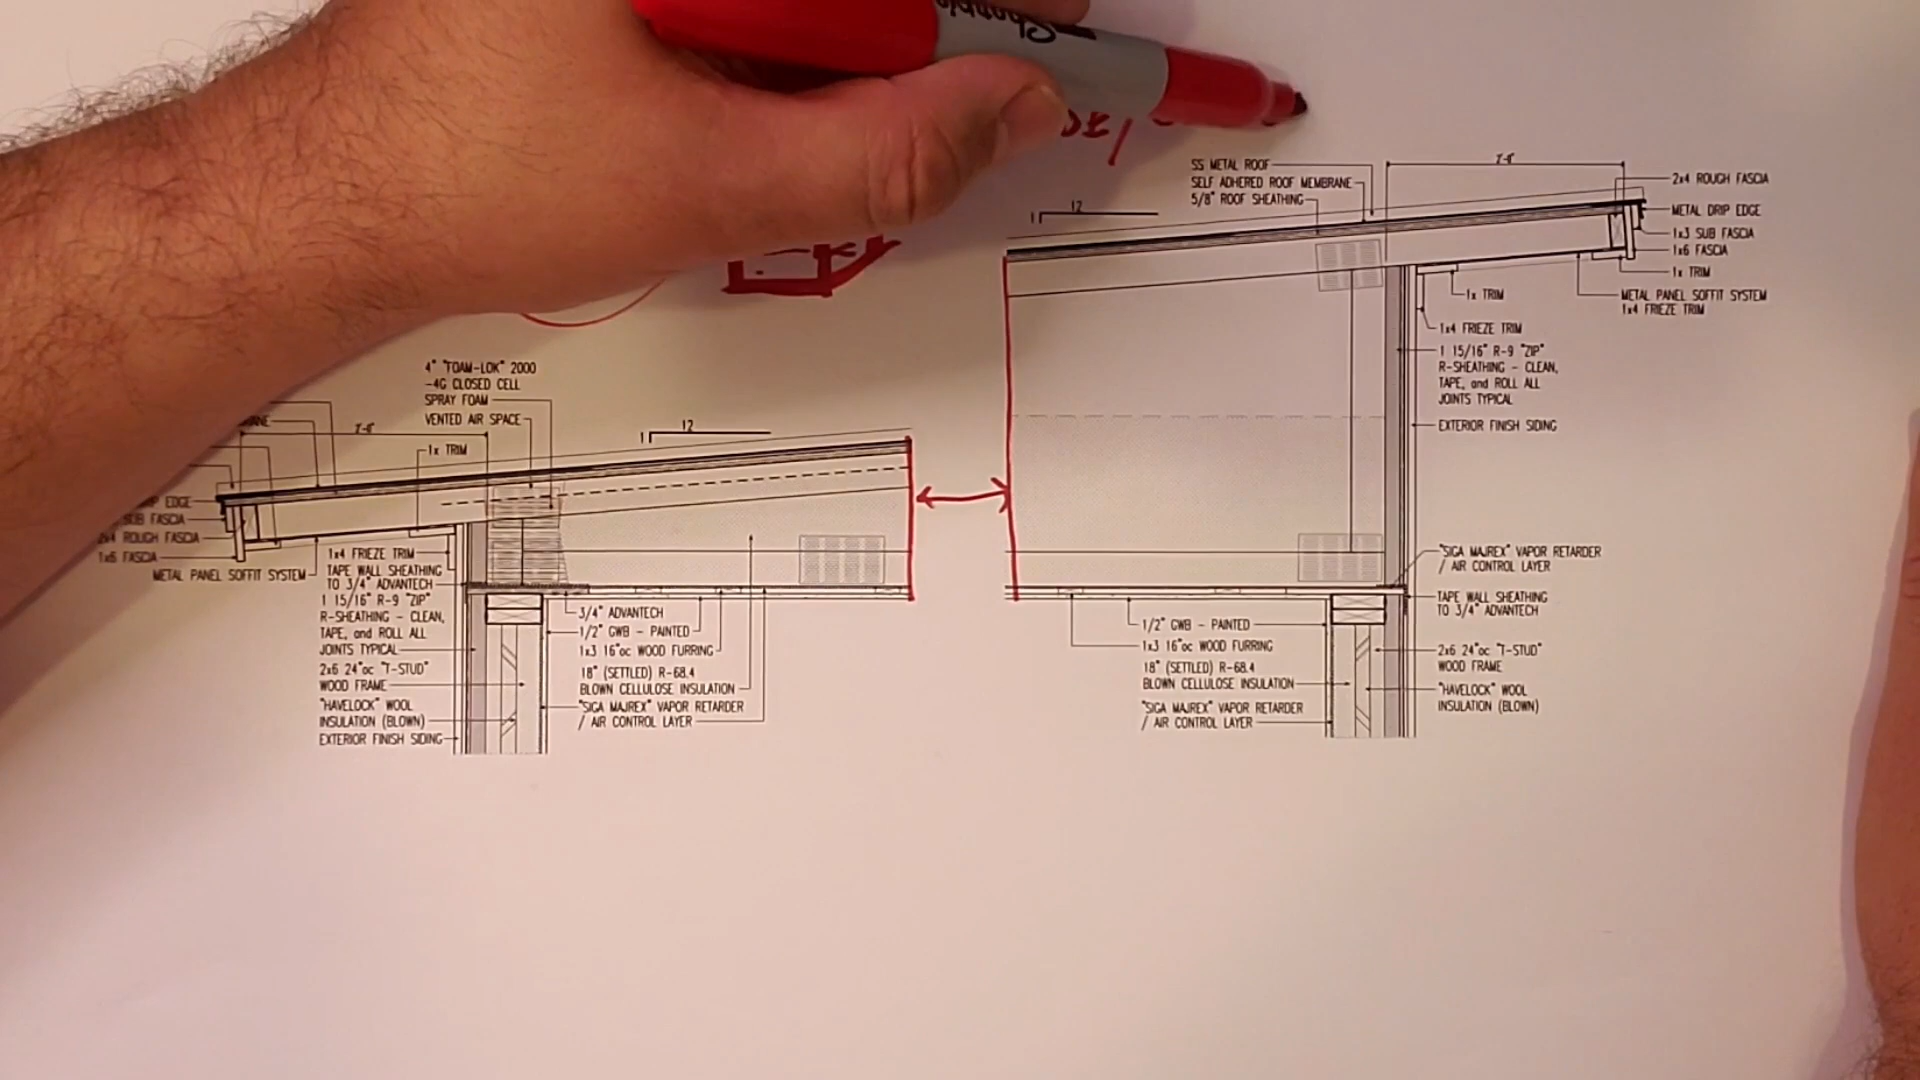 Sharpie
SS METAL ROOF
SELF ADHERED ROOF MEMBRANE
5/8" ROOF SHEATHING
2'-6"
12
1
2x4 ROUGH FASCIA
METAL DRIP EDGE
1x3 SUB FASCIA
1x6 FASCIA
1x TRIM
METAL PANEL SOFFIT SYSTEM
1x4 FRIEZE TRIM
1x TRIM
1x4 FRIEZE TRIM
1 15/16" R-9 "ZIP"
R-SHEATHING - CLEAN,
TAPE, and ROLL ALL
JOINTS TYPICAL
EXTERIOR FINISH SIDING
"SIGA MAJREX" VAPOR RETARDER
/ AIR CONTROL LAYER
TAPE WALL SHEATHING
TO 3/4" ADVANTECH
2x6 24"oc "T-STUD"
WOOD FRAME
"HAVELOCK" WOOL
INSULATION (BLOWN)
1/2" GWB - PAINTED
1x3 16"oc WOOD FURRING
18" (SETTLED) R-68.4
BLOWN CELLULOSE INSULATION
"SIGA MAJREX" VAPOR RETARDER
/ AIR CONTROL LAYER
4" "FOAM-LOK" 2000
-4G CLOSED CELL
SPRAY FOAM
VENTED AIR SPACE
12
1
2'-6"
1x TRIM
EDGE
SUB FASCIA
2x4 ROUGH FASCIA
1x6 FASCIA
METAL PANEL SOFFIT SYSTEM
1x4 FRIEZE TRIM
TAPE WALL SHEATHING
TO 3/4" ADVANTECH
1 15/16" R-9 "ZIP"
R-SHEATHING - CLEAN,
TAPE, and ROLL ALL
JOINTS TYPICAL
2x6 24"oc "T-STUD"
WOOD FRAME
"HAVELOCK" WOOL
INSULATION (BLOWN)
EXTERIOR FINISH SIDING
3/4" ADVANTECH
1/2" GWB - PAINTED
1x3 16"oc WOOD FURRING
18" (SETTLED) R-68.4
BLOWN CELLULOSE INSULATION
"SIGA MAJREX" VAPOR RETARDER
/ AIR CONTROL LAYER